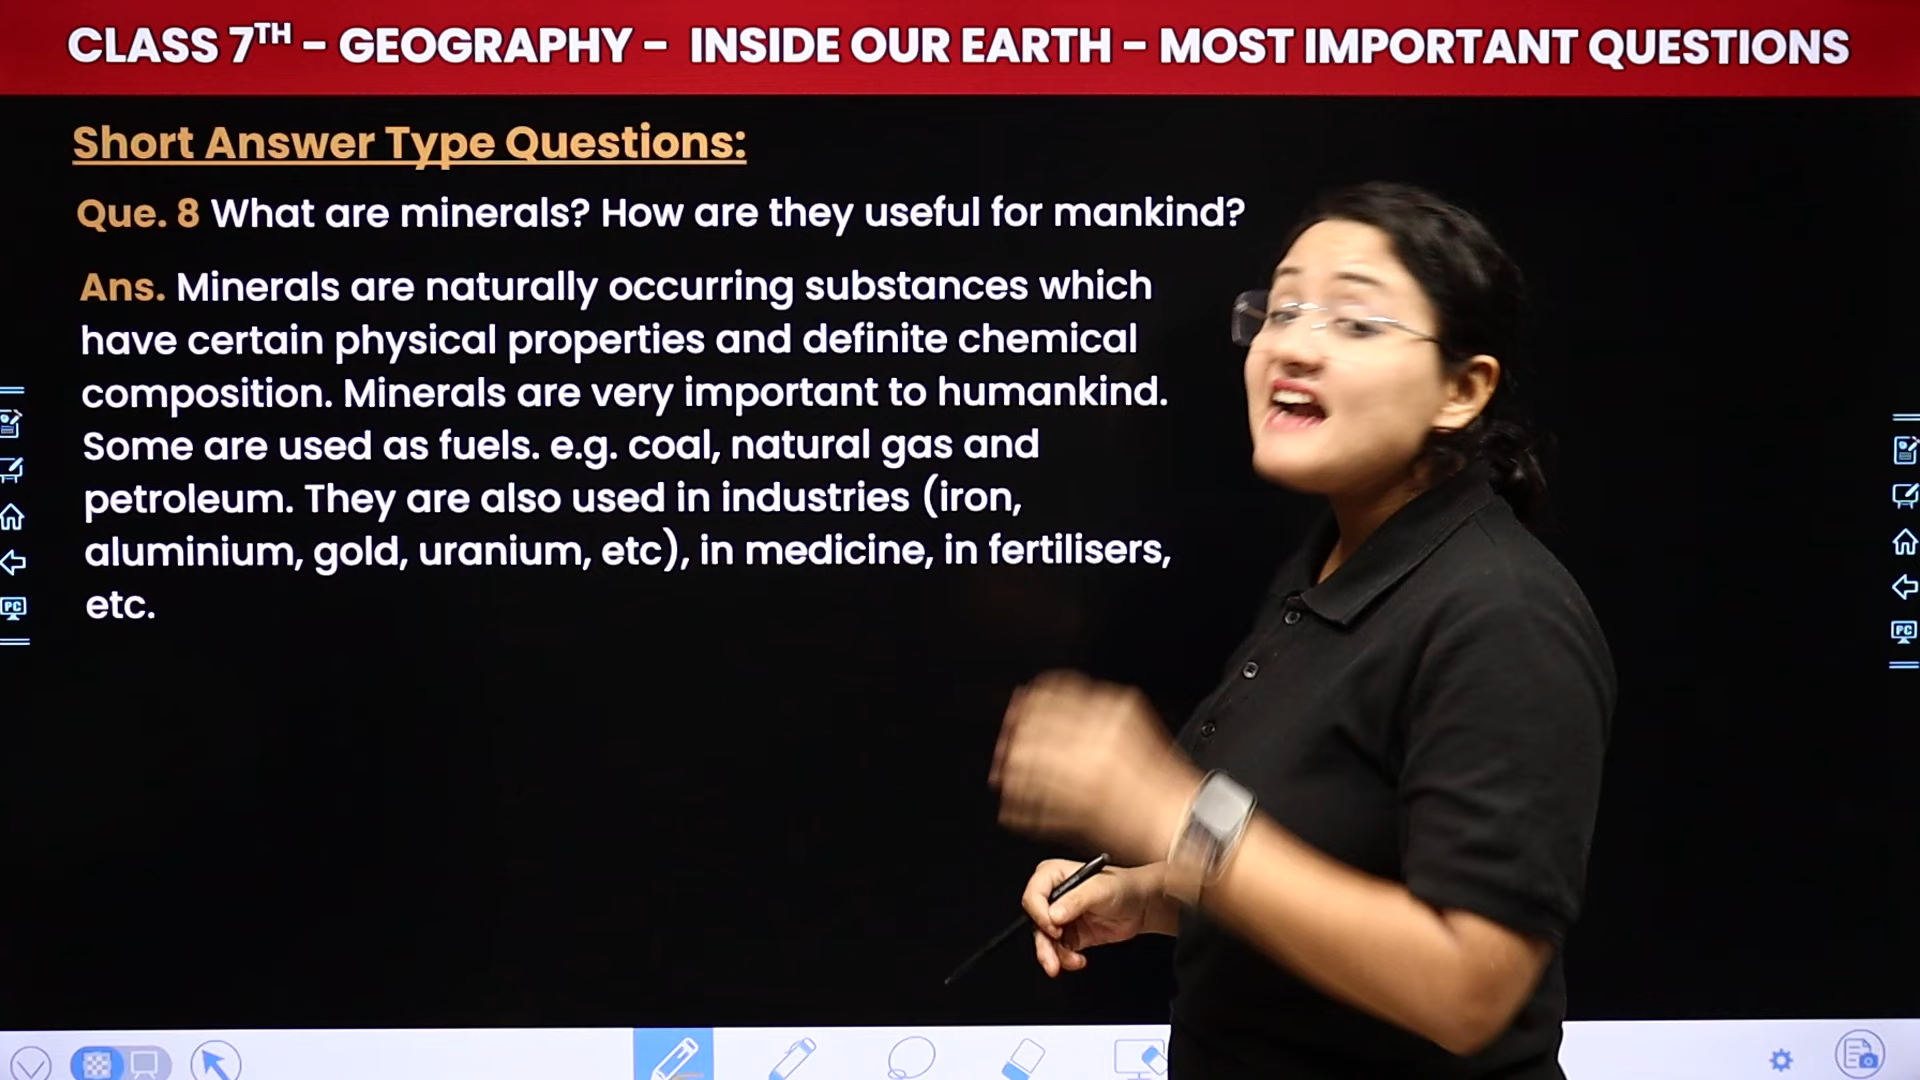 CLASS 7TH - GEOGRAPHY - INSIDE OUR EARTH - MOST IMPORTANT QUESTIONS
Short Answer Type Questions:
Que. 8 What are minerals? How are they useful for mankind?
Ans. Minerals are naturally occurring substances which
have certain physical properties and definite chemical
composition. Minerals are very important to humankind.
Some are used as fuels. e.g. coal, natural gas and
petroleum. They are also used in industries (iron,
aluminium, gold, uranium, etc), in medicine, in fertilisers,
etc.
PC
PC